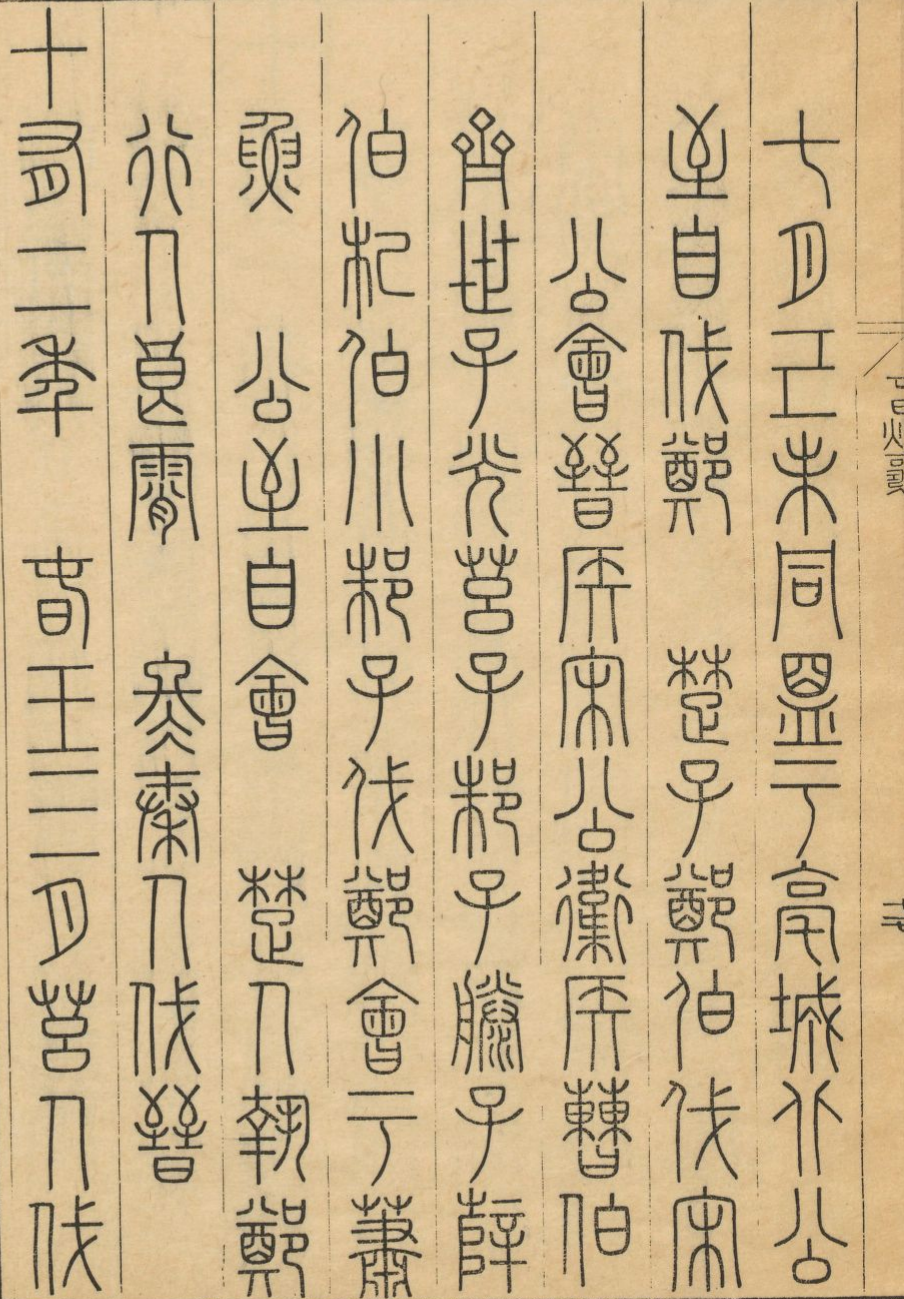 七月己未同盟于亳城北公
至自伐鄭 楚子鄭伯伐宋
公會晉侯宋公衛侯曹伯
齊世子光莒子邾子滕子薛
伯杞伯小邾子伐鄭會于蕭
魚 公至自會 楚人執鄭
行人良霄 冬秦人伐晉
十有二年 春王三月莒人伐